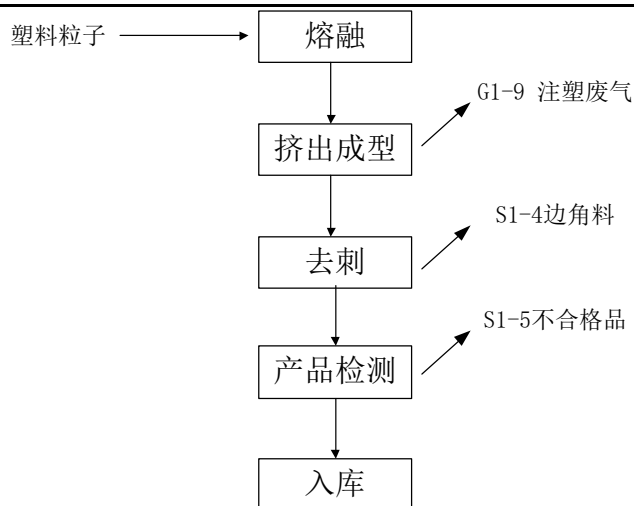 塑料粒子
熔融
G1-9 注塑废气
挤出成型
S1-4边角料
去刺
S1-5不合格品
产品检测
入库